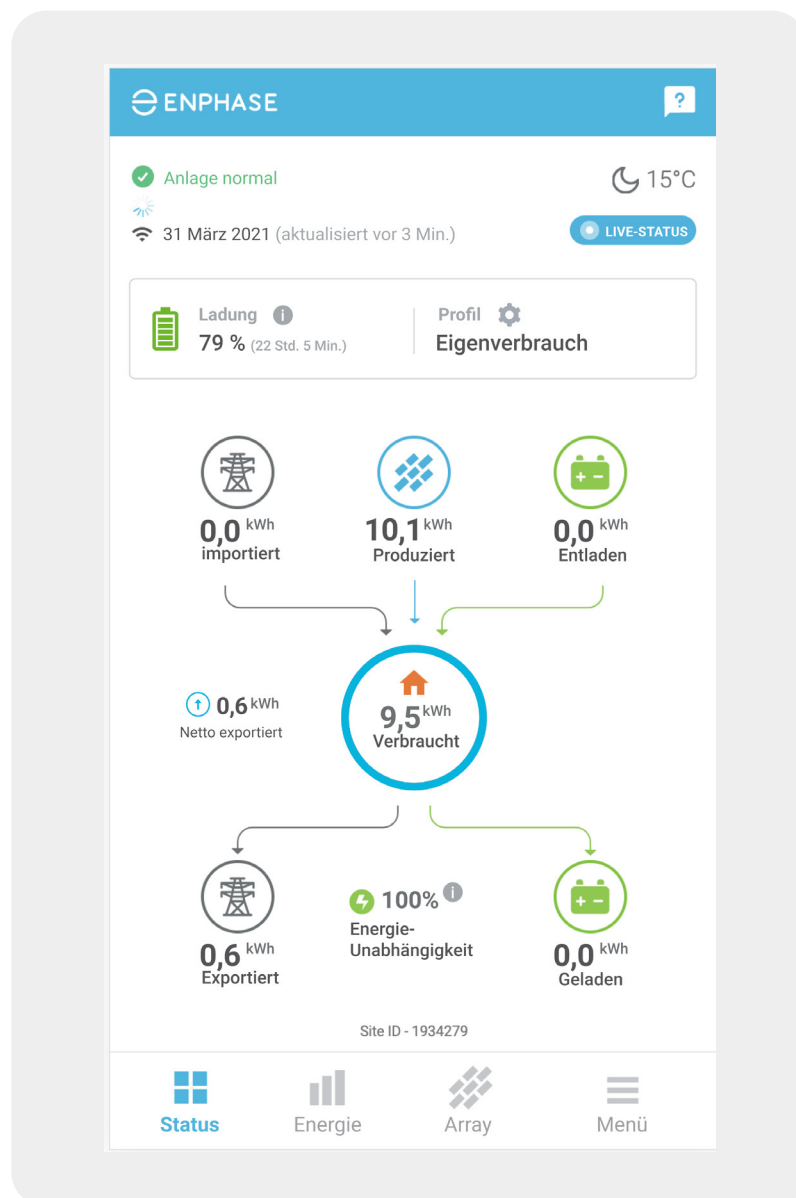 ENPHASE
?
Anlage normal
15°C
31 März 2021 (aktualisiert vor 3 Min.)
LIVE-STATUS
Ladung i
Profil
79 % (22 Std. 5 Min.)
Eigenverbrauch
0,0 kWh
importiert
10,1 kWh
Produziert
0,0 kWh
Entladen
0,6 kWh
Netto exportiert
9,5 kWh
Verbraucht
0,6 kWh
Exportiert
100% i
Energie-
Unabhängigkeit
0,0 kWh
Geladen
Site ID - 1934279
Status
Energie
Array
Menü